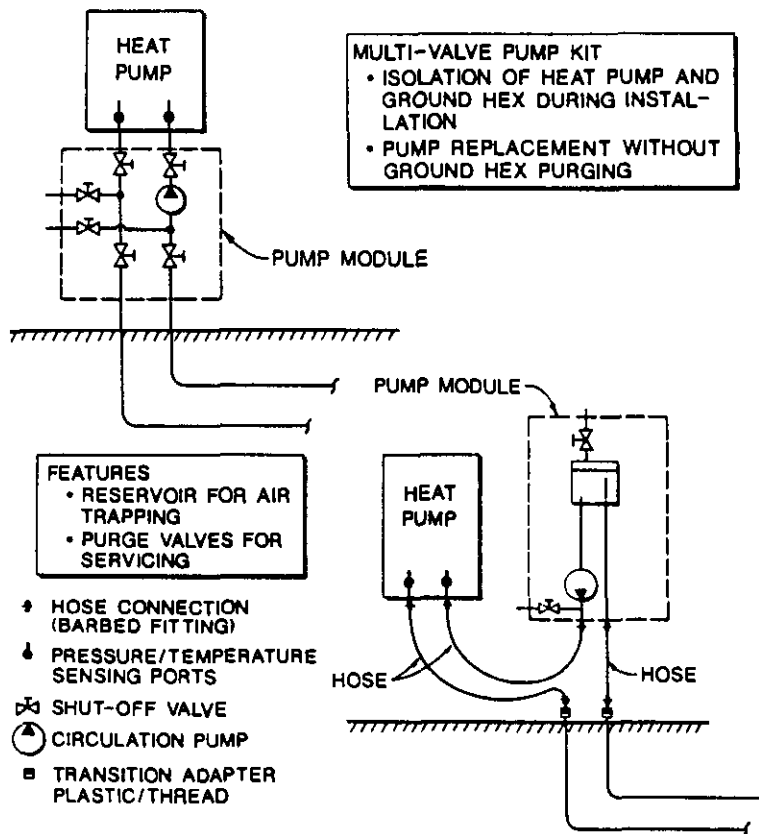 HEAT
PUMP
MULTI-VALVE PUMP KIT
• ISOLATION OF HEAT PUMP AND
GROUND HEX DURING INSTAL-
LATION
• PUMP REPLACEMENT WITHOUT
GROUND HEX PURGING
PUMP MODULE
PUMP MODULE
FEATURES
• RESERVOIR FOR AIR
TRAPPING
• PURGE VALVES FOR
SERVICING
HEAT
PUMP
HOSE CONNECTION
(BARBED FITTING)
PRESSURE/TEMPERATURE
SENSING PORTS
SHUT-OFF VALVE
CIRCULATION PUMP
TRANSITION ADAPTER
PLASTIC/THREAD
HOSE
HOSE